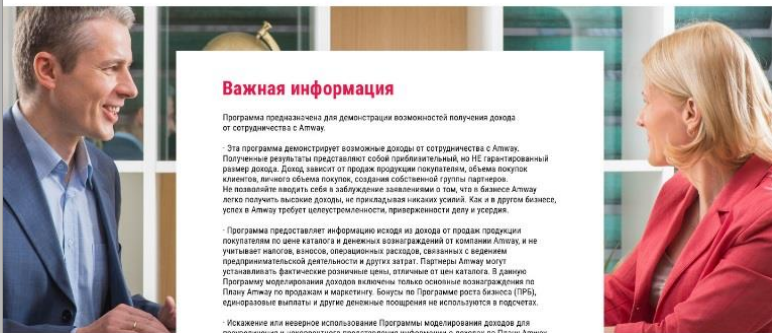 Важная информация
Программа предназначена для демонстрации возможностей получения дохода
от сотрудничества с Amway.
· Эта программа демонстрирует возможные доходы от сотрудничества с Amway.
Полученные результаты представляют собой приблизительный, но НЕ гарантированный
размер дохода. Доход зависит от продаж продукции покупателям, объема покупок
клиентов, личного объема покупок, создания собственной группы партнеров.
Не позволяйте вводить себя в заблуждение заявлениями о том, что в бизнесе Amway
легко получить высокие доходы, не прикладывая никаких усилий. Как и в другом бизнесе,
успех в Amway требует целеустремленности, приверженности делу и усердия.
· Программа предоставляет информацию исходя из дохода от продаж продукции
покупателям по цене каталога и денежных вознаграждений от компании Amway, и не
учитывает налогов, взносов, операционных расходов, связанных с ведением
предпринимательской деятельности и других затрат. Партнеры Amway могут
устанавливать фактические розничные цены, отличные от цен каталога. В данную
Программу моделирования доходов включены только основные вознаграждения по
Плану Amway по продажам и маркетингу. Бонусы по Программе роста бизнеса (ПРБ),
единоразовые выплаты и другие денежные поощрения не используются в подсчетах.
· Искажение или неверное использование Программы моделирования доходов для